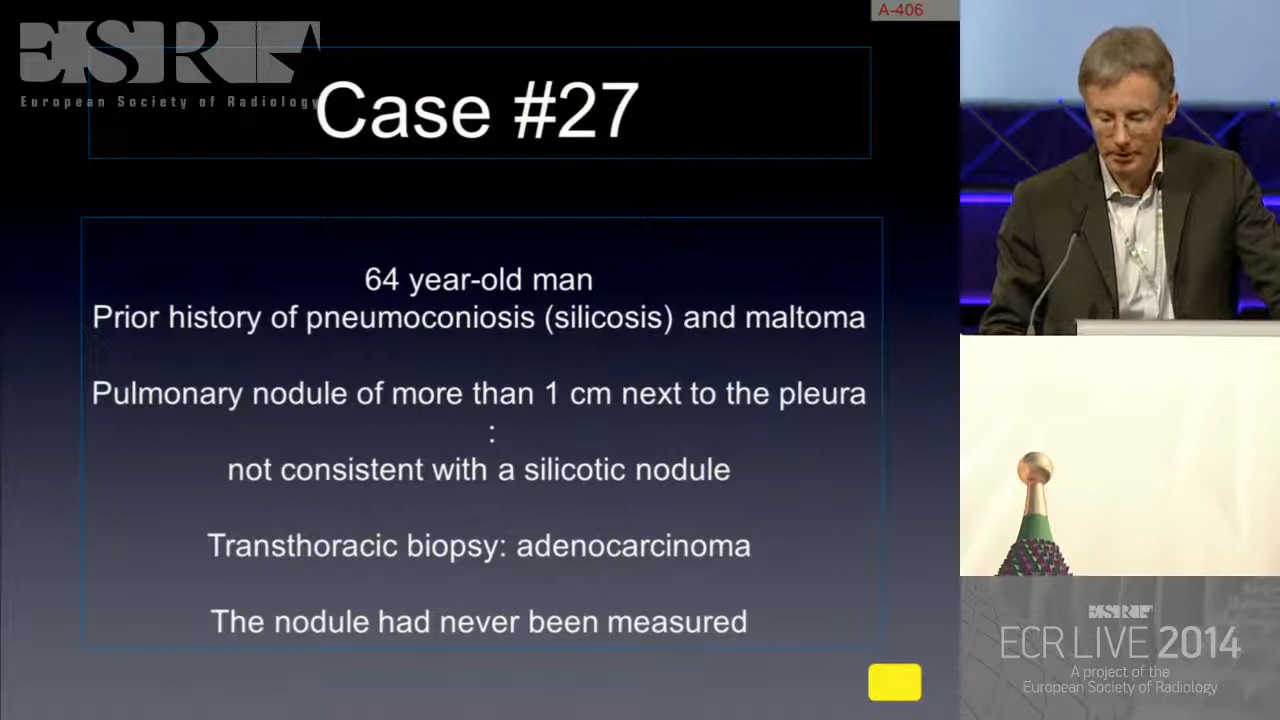 A-406
ESR
European Society of Radiology
Case #27
64 year-old man
Prior history of pneumoconiosis (silicosis) and maltoma
Pulmonary nodule of more than 1 cm next to the pleura
:
not consistent with a silicotic nodule
Transthoracic biopsy: adenocarcinoma
The nodule had never been measured
ESR
ECR LIVE 2014
A project of the
European Society of Radiology